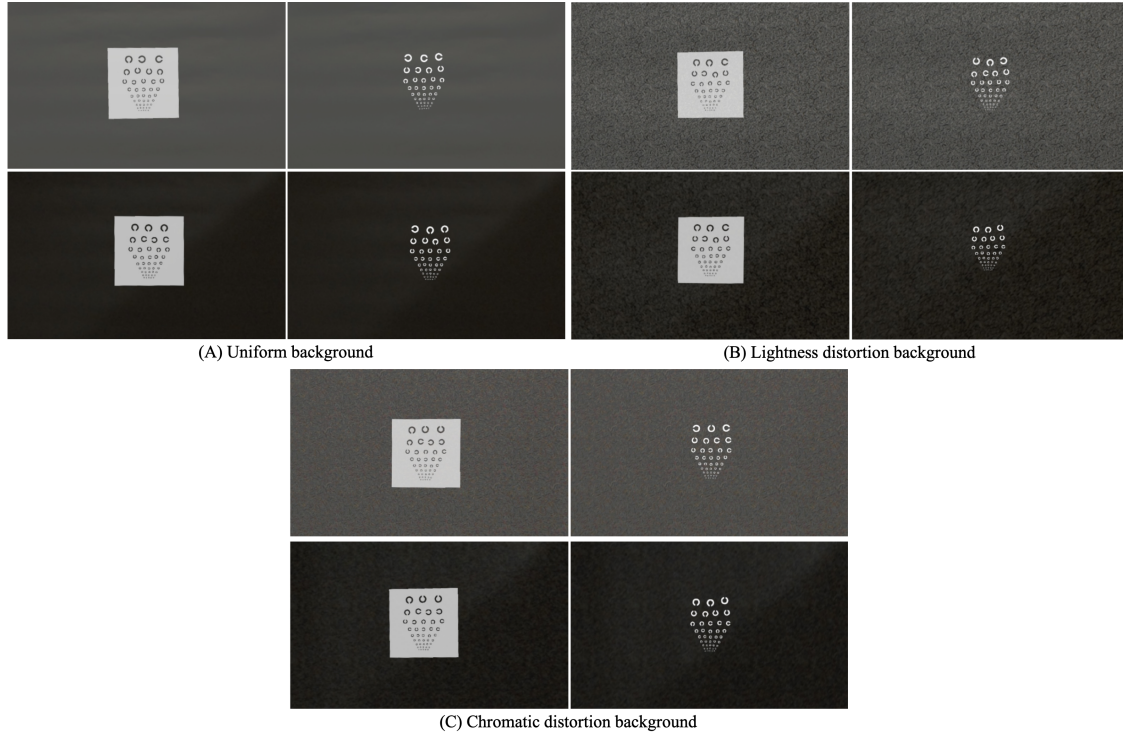 (A) Uniform background
(B) Lightness distortion background
(C) Chromatic distortion background